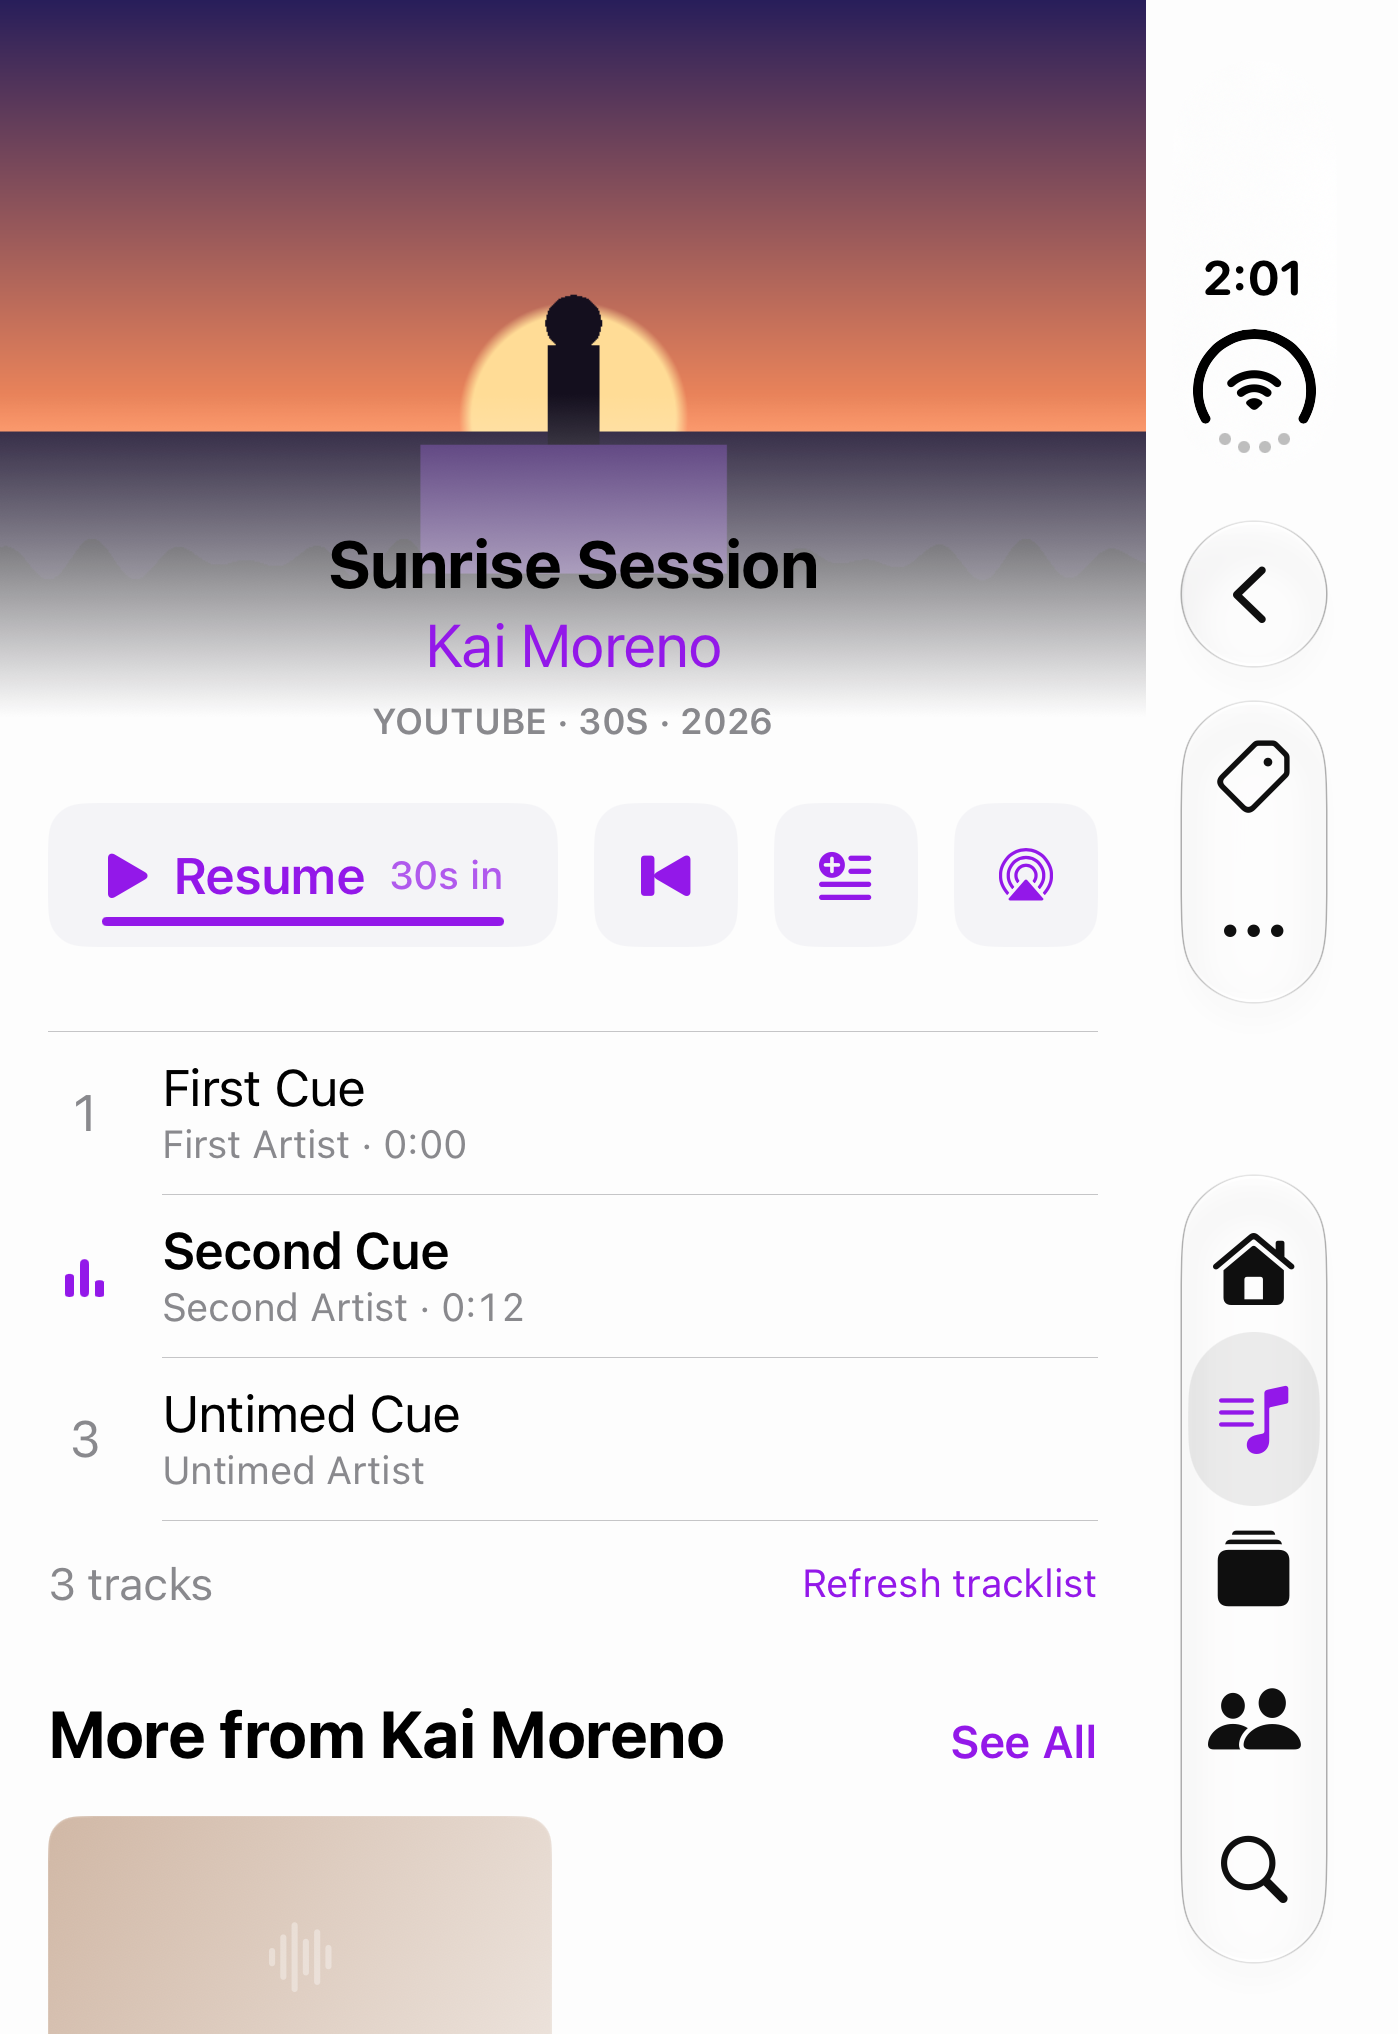 2:01
Sunrise Session
Kai Moreno
YOUTUBE · 30S · 2026
Resume 30s in
1
First Cue
First Artist · 0:00
Second Cue
Second Artist · 0:12
3
Untimed Cue
Untimed Artist
3 tracks
Refresh tracklist
More from Kai Moreno
See All